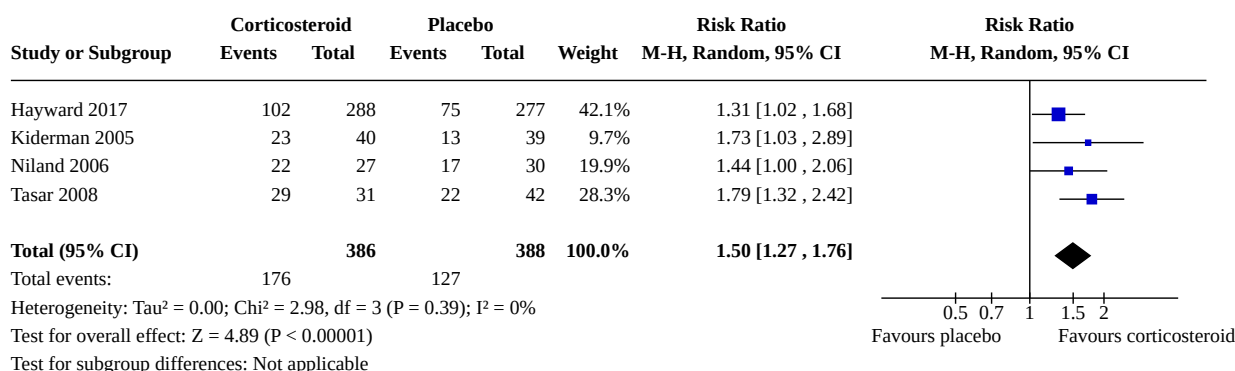 Corticosteroid Placebo Risk Ratio Risk Ratio
Study or Subgroup Events Total Events Total Weight M-H, Random, 95% CI M-H, Random, 95% CI
Hayward 2017 102 288 75 277 42.1% 1.31 [1.02 , 1.68]
Kiderman 2005 23 40 13 39 9.7% 1.73 [1.03 , 2.89]
Niland 2006 22 27 17 30 19.9% 1.44 [1.00 , 2.06]
Tasar 2008 29 31 22 42 28.3% 1.79 [1.32 , 2.42]
Total (95% CI) 386 388 100.0% 1.50 [1.27 , 1.76]
Total events: 176 127
Heterogeneity: Tau² = 0.00; Chi² = 2.98, df = 3 (P = 0.39); I² = 0%
0.5 0.7 1 1.5 2
Test for overall effect: Z = 4.89 (P < 0.00001) Favours placebo Favours corticosteroid
Test for subgroup differences: Not applicable